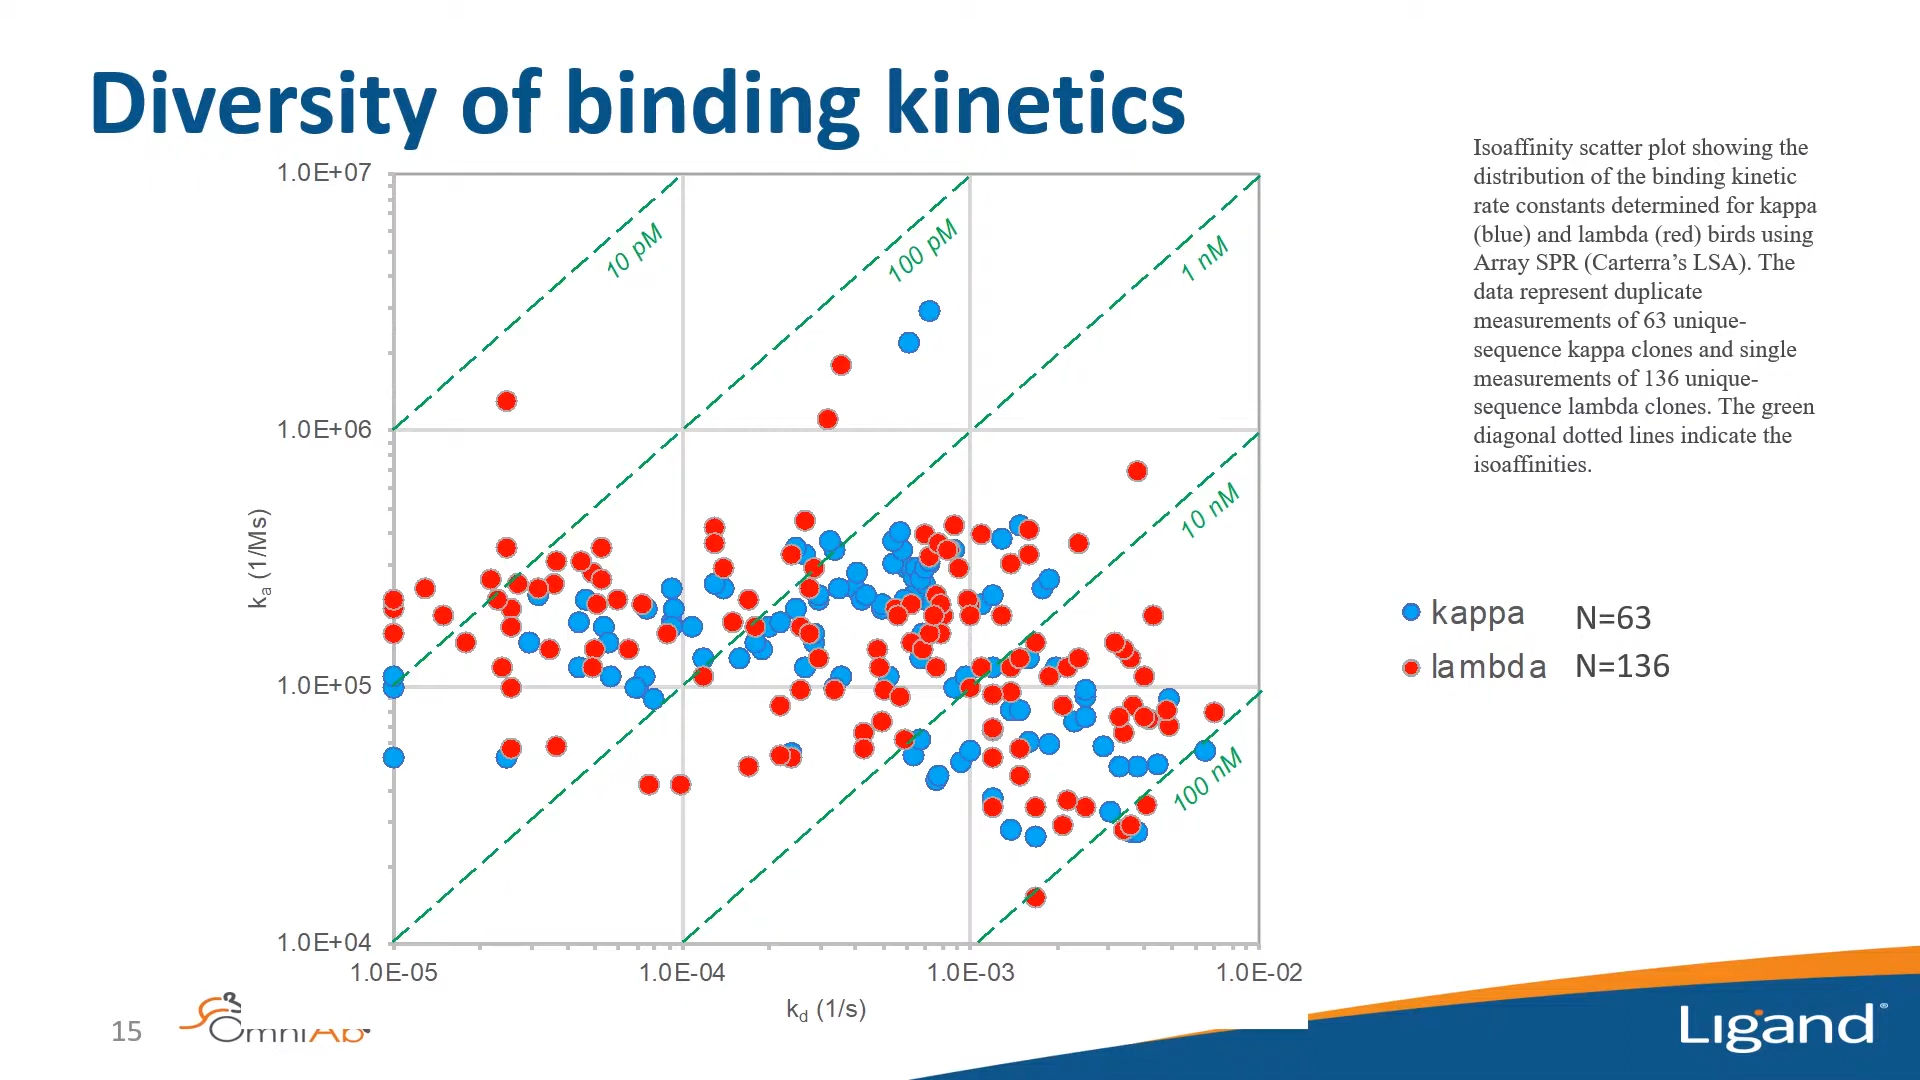 Diversity of binding kinetics
Isoaffinity scatter plot showing the
distribution of the binding kinetic
rate constants determined for kappa
(blue) and lambda (red) birds using
Array SPR (Carterra's LSA). The
data represent duplicate
measurements of 63 unique-
sequence kappa clones and single
measurements of 136 unique-
sequence lambda clones. The green
diagonal dotted lines indicate the
isoaffinities.
1.0E+07
1.0E+06
1.0E+05
1.0E+04
ka (1/Ms)
10 pM
100 pM
1 nM
10 nM
100 nM
1.0E-05
1.0E-04
1.0E-03
1.0E-02
kd (1/s)
kappa N=63
lambda N=136
15
OmniAb
Ligand